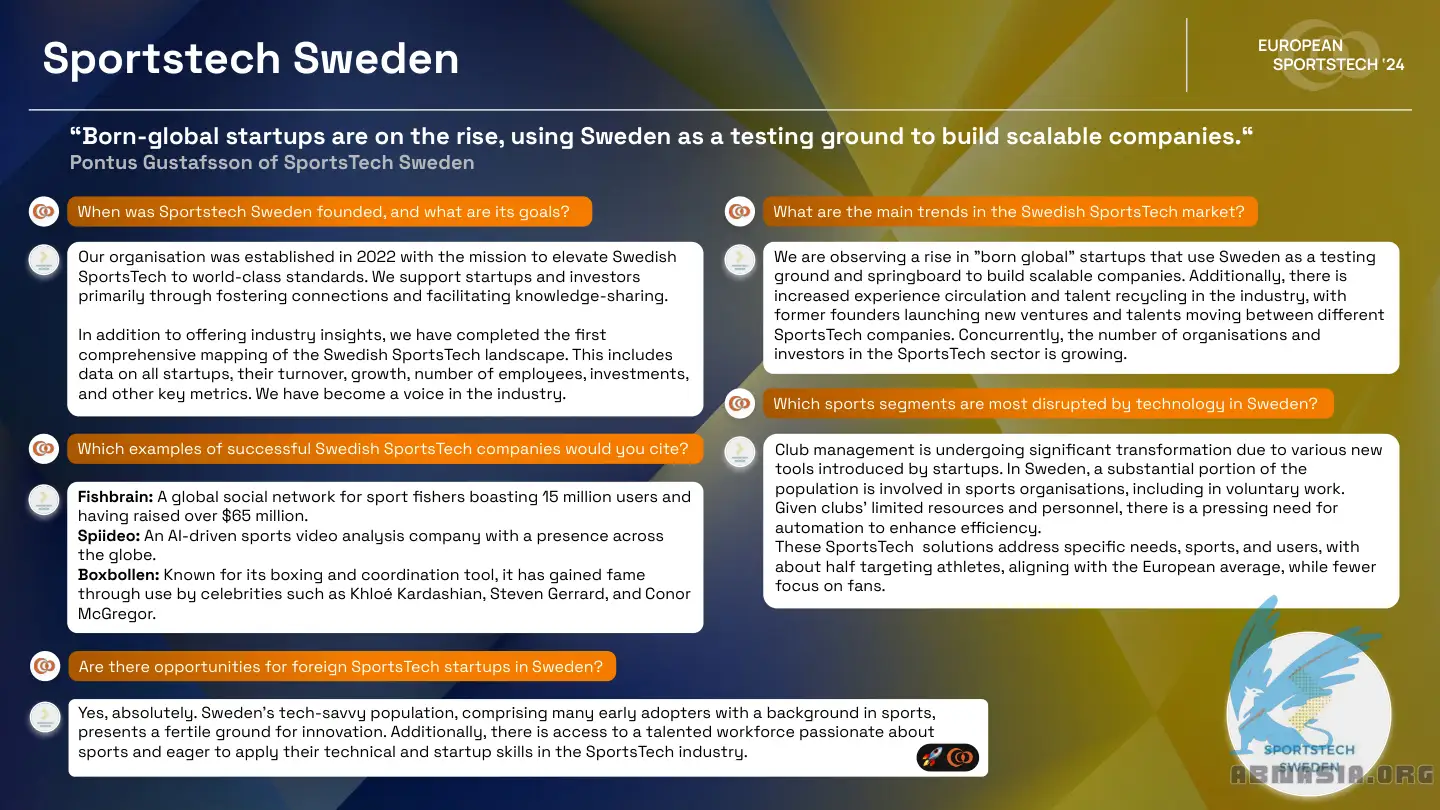 Sportstech Sweden
EUROPEAN
SPORTSTECH '24
“Born-global startups are on the rise, using Sweden as a testing ground to build scalable companies.“
Pontus Gustafsson of SportsTech Sweden
When was Sportstech Sweden founded, and what are its goals?
Our organisation was established in 2022 with the mission to elevate Swedish
SportsTech to world-class standards. We support startups and investors
primarily through fostering connections and facilitating knowledge-sharing.
In addition to offering industry insights, we have completed the first
comprehensive mapping of the Swedish SportsTech landscape. This includes
data on all startups, their turnover, growth, number of employees, investments,
and other key metrics. We have become a voice in the industry.
Which examples of successful Swedish SportsTech companies would you cite?
Fishbrain: A global social network for sport fishers boasting 15 million users and
having raised over $65 million.
Spiideo: An AI-driven sports video analysis company with a presence across
the globe.
Boxbollen: Known for its boxing and coordination tool, it has gained fame
through use by celebrities such as Khloé Kardashian, Steven Gerrard, and Conor
McGregor.
Are there opportunities for foreign SportsTech startups in Sweden?
Yes, absolutely. Sweden's tech-savvy population, comprising many early adopters with a background in sports,
presents a fertile ground for innovation. Additionally, there is access to a talented workforce passionate about
sports and eager to apply their technical and startup skills in the SportsTech industry.
What are the main trends in the Swedish SportsTech market?
We are observing a rise in ”born global” startups that use Sweden as a testing
ground and springboard to build scalable companies. Additionally, there is
increased experience circulation and talent recycling in the industry, with
former founders launching new ventures and talents moving between different
SportsTech companies. Concurrently, the number of organisations and
investors in the SportsTech sector is growing.
Which sports segments are most disrupted by technology in Sweden?
Club management is undergoing significant transformation due to various new
tools introduced by startups. In Sweden, a substantial portion of the
population is involved in sports organisations, including in voluntary work.
Given clubs' limited resources and personnel, there is a pressing need for
automation to enhance efficiency.
These SportsTech solutions address specific needs, sports, and users, with
about half targeting athletes, aligning with the European average, while fewer
focus on fans.
SPORTSTECH
SWEDEN
ABMASIA.ORG